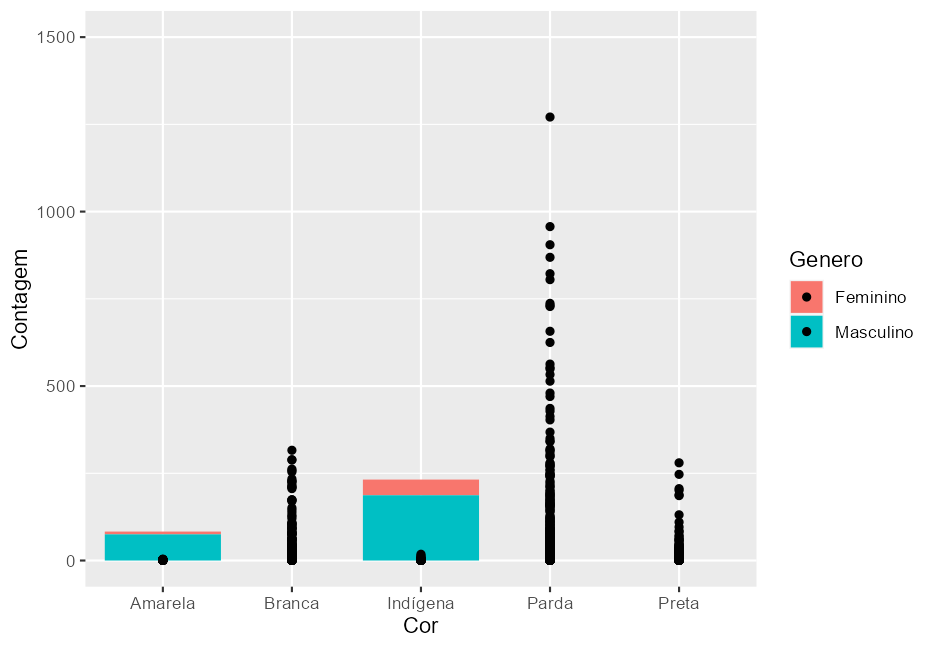 1500
1000
500
0
Contagem
Amarela
Branca
Indígena
Parda
Preta
Cor
Genero
Feminino
Masculino